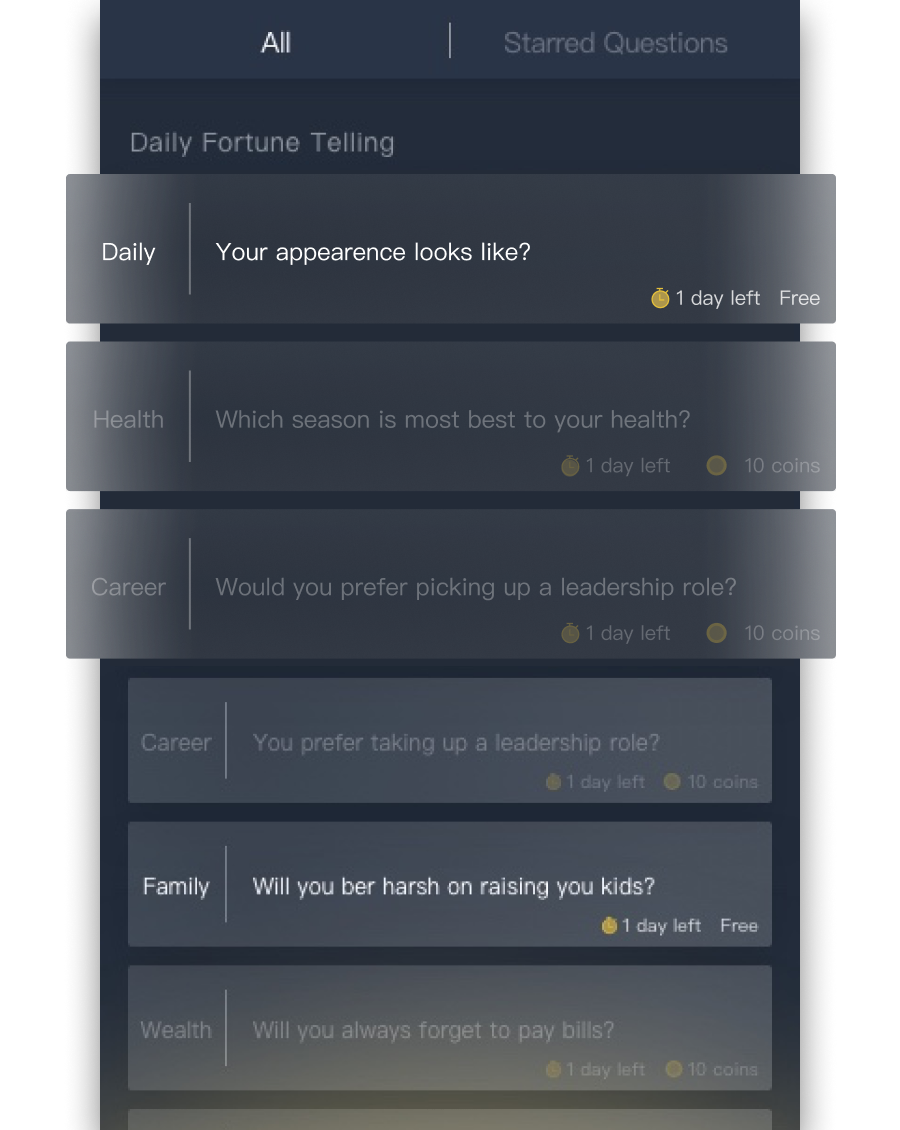 All
Starred Questions
Daily Fortune Telling
Daily
Your appearence looks like?
1 day left Free
Health
Which season is most best to your health?
1 day left 10 coins
Career
Would you prefer picking up a leadership role?
1 day left 10 coins
Career
You prefer taking up a leadership role?
1 day left 10 coins
Family
Will you ber harsh on raising you kids?
1 day left Free
Wealth
Will you always forget to pay bills?
1 day left 10 coins